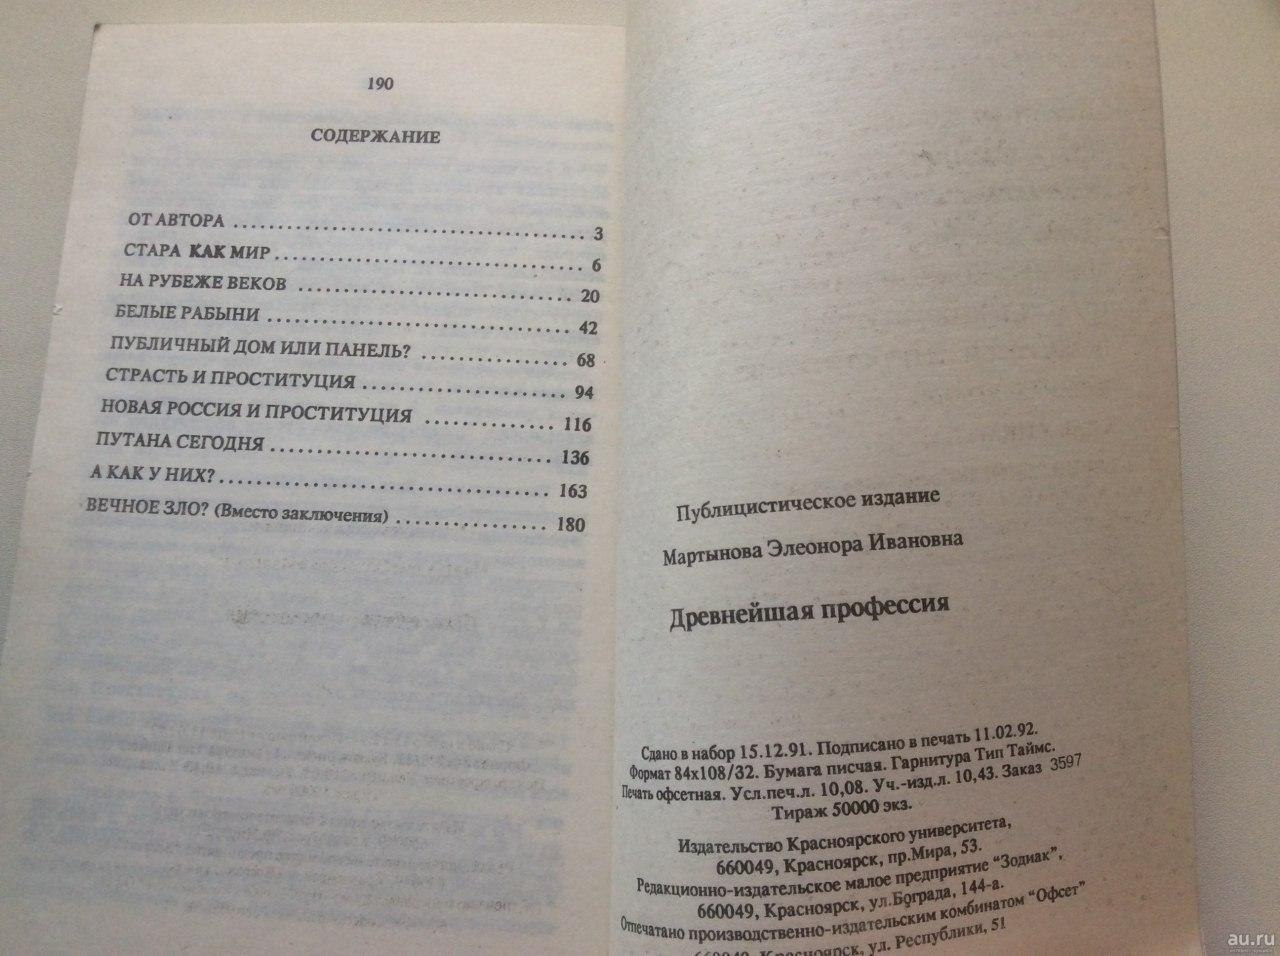 190
СОДЕРЖАНИЕ
ОТ АВТОРА ........................................ 3
СТАРА КАК МИР .................................... 6
НА РУБЕЖЕ ВЕКОВ .................................. 20
БЕЛЫЕ РАБЫНИ ..................................... 42
ПУБЛИЧНЫЙ ДОМ ИЛИ ПАНЕЛЬ? ................ 68
СТРАСТЬ И ПРОСТИТУЦИЯ ........................ 94
НОВАЯ РОССИЯ И ПРОСТИТУЦИЯ .............. 116
ПУТАНА СЕГОДНЯ .................................. 136
А КАК У НИХ? ....................................... 163
ВЕЧНОЕ ЗЛО? (Вместо заключения) ................ 180
Публицистическое издание
Мартынова Элеонора Ивановна
Древнейшая профессия
Сдано в набор 15.12.91. Подписано в печать 11.02.92.
Формат 84х108/32. Бумага писчая. Гарнитура Тип Таймс.
Печать офсетная. Усл.печ.л. 10,08. Уч.-изд.л. 10,43. Заказ 3597
Тираж 50000 экз.
Издательство Красноярского университета,
660049, Красноярск, пр.Мира, 53.
Редакционно-издательское малое предприятие “Зодиак”,
660049, Красноярск, ул.Бограда, 144-а.
Отпечатано производственно-издательским комбинатом “Офсет”
660049, Красноярск, ул. Республики, 51
au.ru